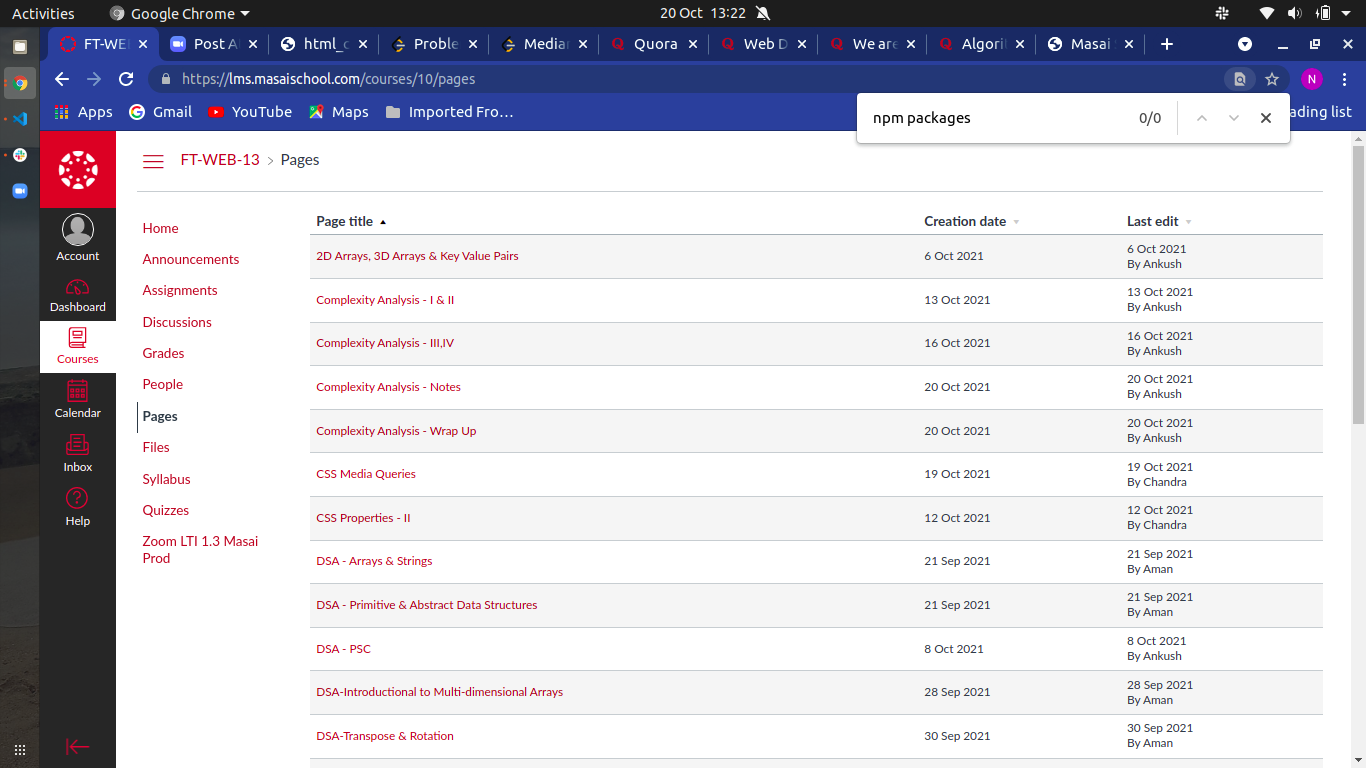 Activities Google Chrome 20 Oct 13:22
FT-WE Post A html_c Proble Media Quora Web D We are Algori Masai
https://lms.masaischool.com/courses/10/pages N
Apps Gmail YouTube Maps Imported Fro… ading list
npm packages 0/0
FT-WEB-13 > Pages
Account
Dashboard
Courses
Calendar
Inbox
Help
Home
Announcements
Assignments
Discussions
Grades
People
Pages
Files
Syllabus
Quizzes
Zoom LTI 1.3 Masai
Prod
Page title Creation date Last edit
2D Arrays, 3D Arrays & Key Value Pairs 6 Oct 2021 6 Oct 2021
By Ankush
Complexity Analysis - I & II 13 Oct 2021 13 Oct 2021
By Ankush
Complexity Analysis - III,IV 16 Oct 2021 16 Oct 2021
By Ankush
Complexity Analysis - Notes 20 Oct 2021 20 Oct 2021
By Ankush
Complexity Analysis - Wrap Up 20 Oct 2021 20 Oct 2021
By Ankush
CSS Media Queries 19 Oct 2021 19 Oct 2021
By Chandra
CSS Properties - II 12 Oct 2021 12 Oct 2021
By Chandra
DSA - Arrays & Strings 21 Sep 2021 21 Sep 2021
By Aman
DSA - Primitive & Abstract Data Structures 21 Sep 2021 21 Sep 2021
By Aman
DSA - PSC 8 Oct 2021 8 Oct 2021
By Ankush
DSA-Introductional to Multi-dimensional Arrays 28 Sep 2021 28 Sep 2021
By Aman
DSA-Transpose & Rotation 30 Sep 2021 30 Sep 2021
By Aman